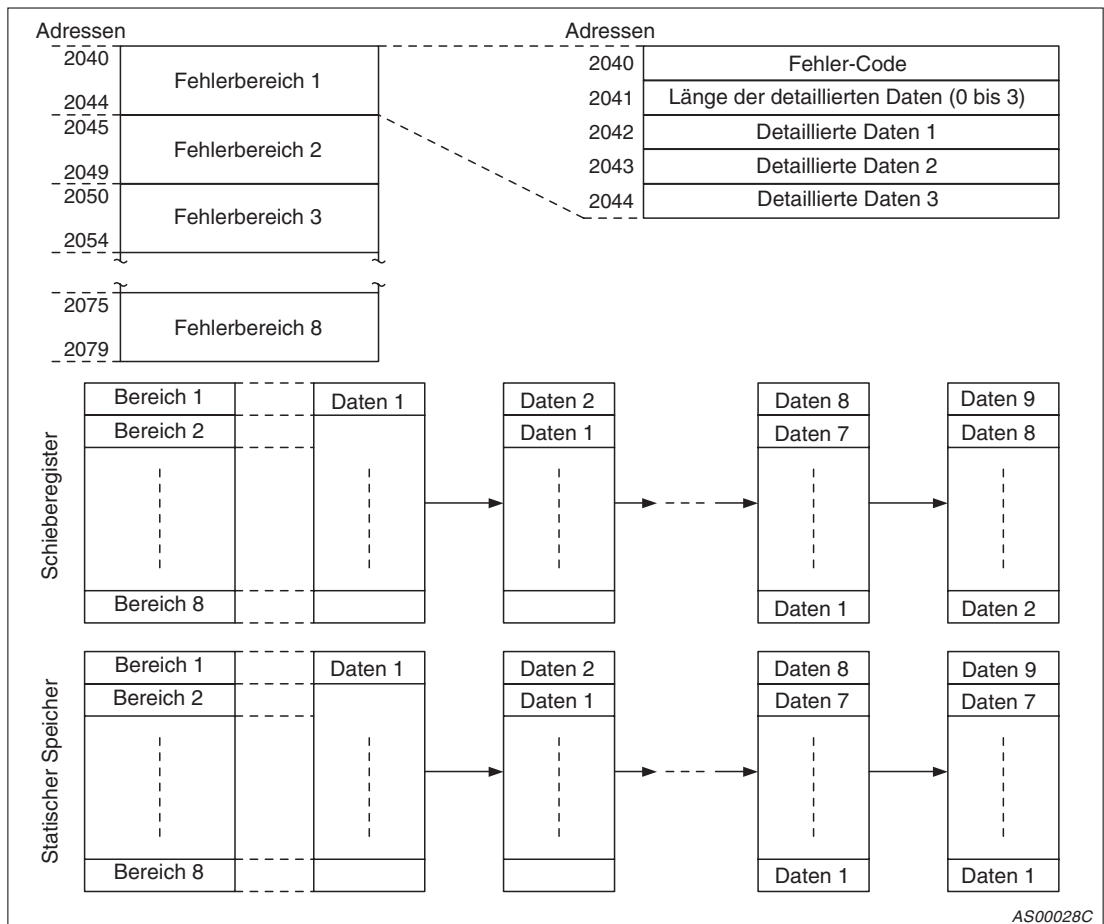 Adressen
2040
Fehlerbereich 1
2044
2045
Fehlerbereich 2
2049
2050
Fehlerbereich 3
2054
2075
Fehlerbereich 8
2079
Adressen
2040 Fehler-Code
2041 Länge der detaillierten Daten (0 bis 3)
2042 Detaillierte Daten 1
2043 Detaillierte Daten 2
2044 Detaillierte Daten 3
Schieberegister
Bereich 1 Daten 1 Daten 2 Daten 8 Daten 9
Bereich 2 Daten 1 Daten 7 Daten 8
Bereich 8 Daten 1 Daten 2
Statischer Speicher
Bereich 1 Daten 1 Daten 2 Daten 8 Daten 9
Bereich 2 Daten 1 Daten 7 Daten 7
Bereich 8 Daten 1 Daten 1
AS00028C